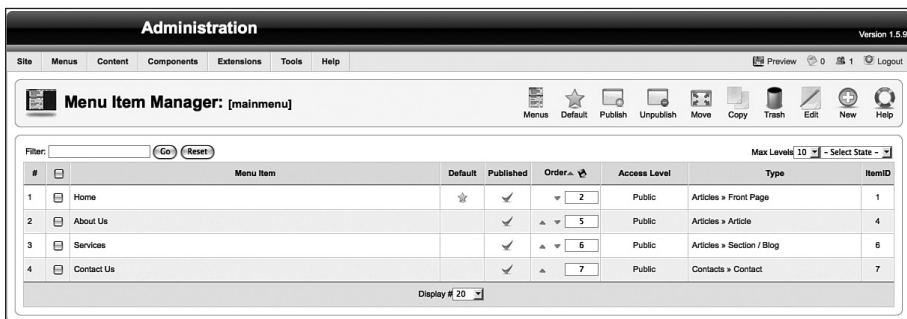 Administration
Version 1.5.9
Site Menus Content Components Extensions Tools Help Preview 0 1 Logout
Menu Item Manager: [mainmenu]
Menus Default Publish Unpublish Move Copy Trash Edit New Help
Filter: Go Reset Max Levels 10 - Select State -
# Menu Item Default Published Order Access Level Type ItemID
1 Home 2 Public Articles » Front Page 1
2 About Us 5 Public Articles » Article 4
3 Services 6 Public Articles » Section / Blog 6
4 Contact Us 7 Public Contacts » Contact 7
Display # 20